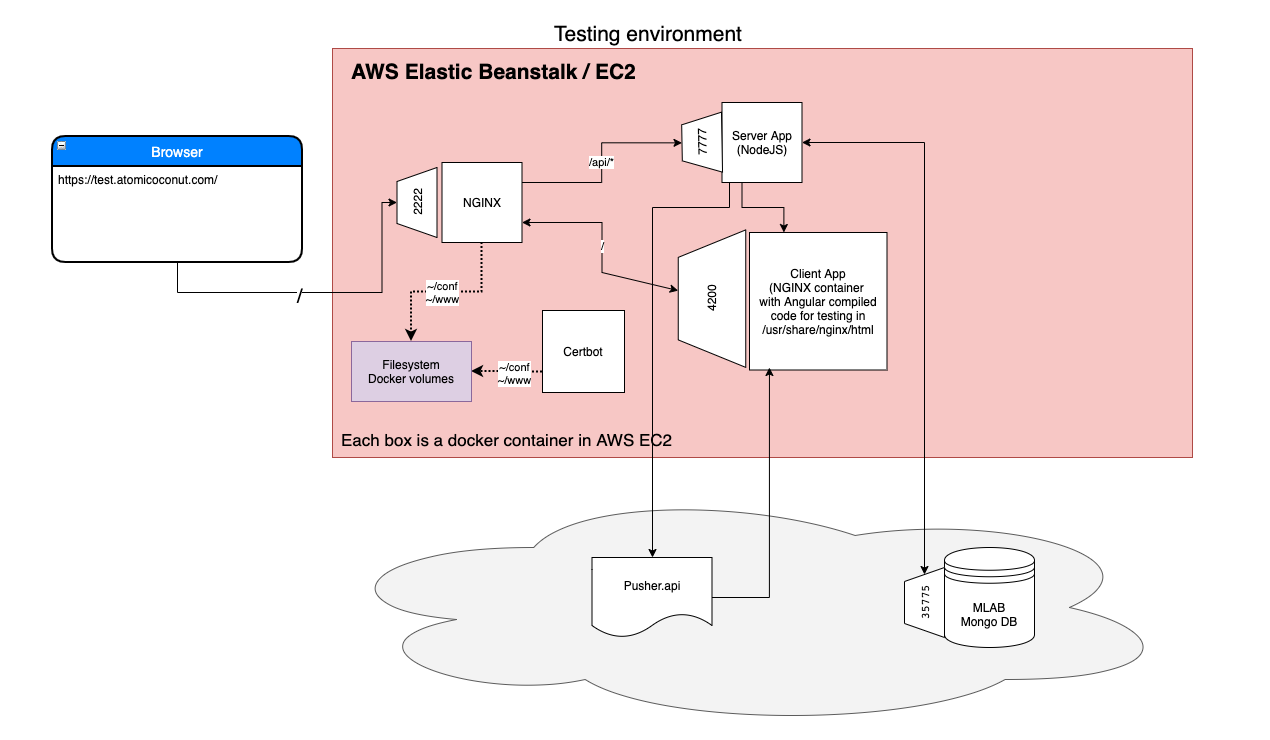 Testing environment
AWS Elastic Beanstalk / EC2
Browser
https://test.atomicoconut.com/
2222
NGINX
/api/*
7777
Server App
(NodeJS)
/
/
~/conf
~/www
4200
Client App
(NGINX container
with Angular compiled
code for testing in
/usr/share/nginx/html
Certbot
~/conf
~/www
Filesystem
Docker volumes
Each box is a docker container in AWS EC2
Pusher.api
35775
MLAB
Mongo DB